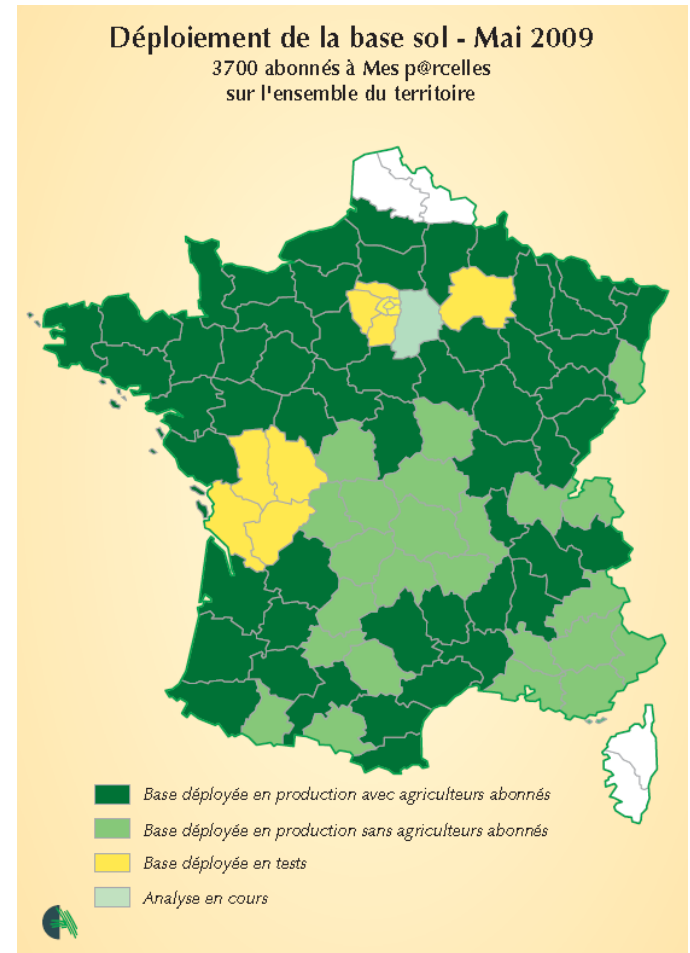 Déploiement de la base sol - Mai 2009
3700 abonnés à Mes p@rcelles
sur l'ensemble du territoire
Base déployée en production avec agriculteurs abonnés
Base déployée en production sans agriculteurs abonnés
Base déployée en tests
Analyse en cours